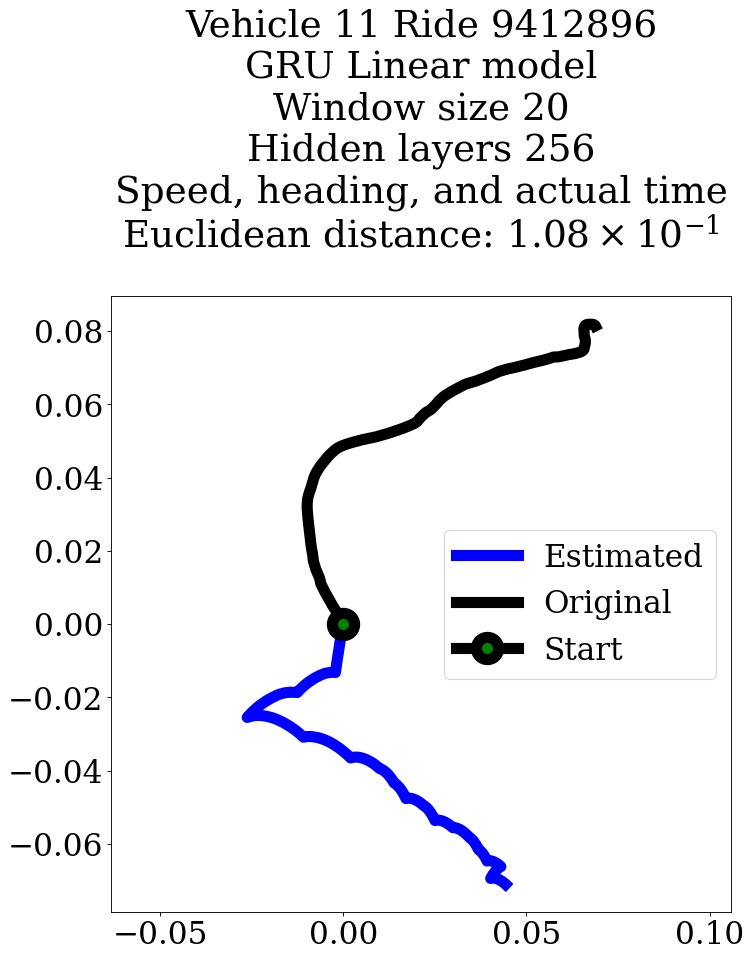 Vehicle 11 Ride 9412896
GRU Linear model
Window size 20
Hidden layers 256
Speed, heading, and actual time
Euclidean distance: 1.08 × 10⁻¹
0.08
0.06
0.04
0.02
0.00
−0.02
−0.04
−0.06
Estimated
Original
Start
−0.05 0.00 0.05 0.10